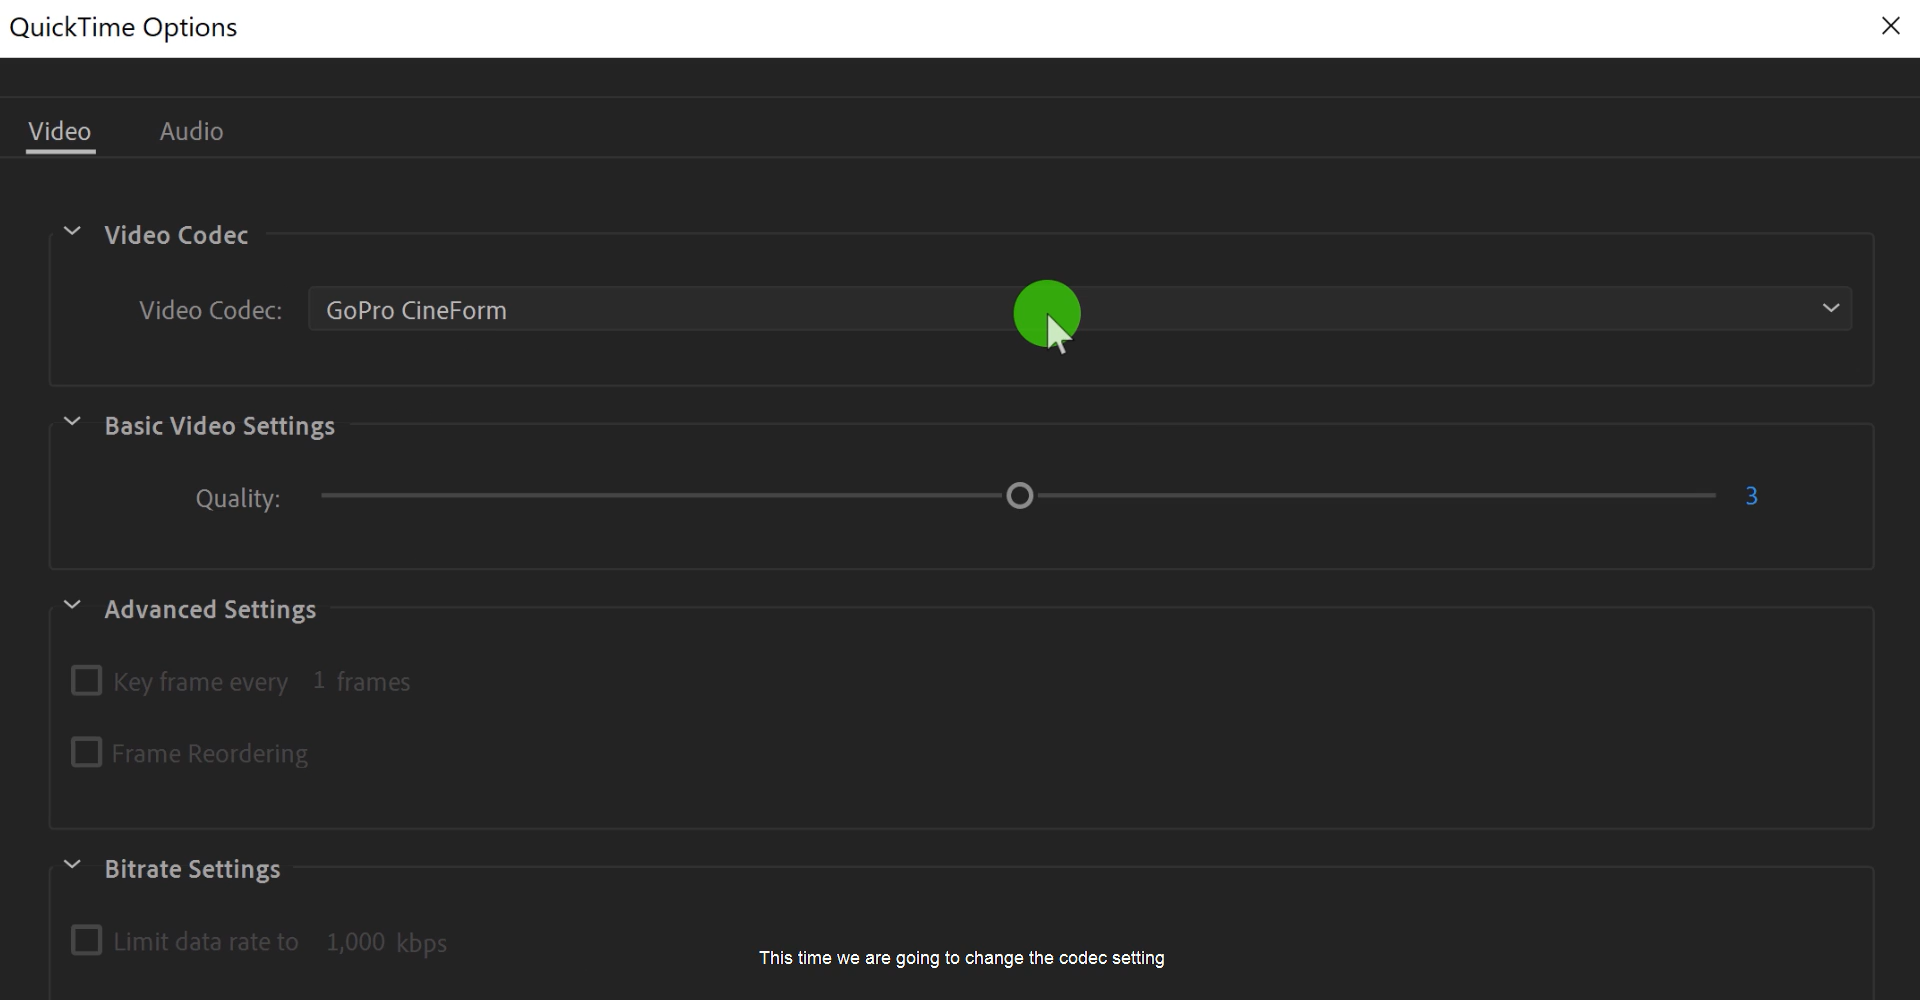 QuickTime Options
Video Audio
Video Codec
Video Codec: GoPro CineForm
Basic Video Settings
Quality: 3
Advanced Settings
Key frame every 1 frames
Frame Reordering
Bitrate Settings
Limit data rate to 1,000 kbps
This time we are going to change the codec setting